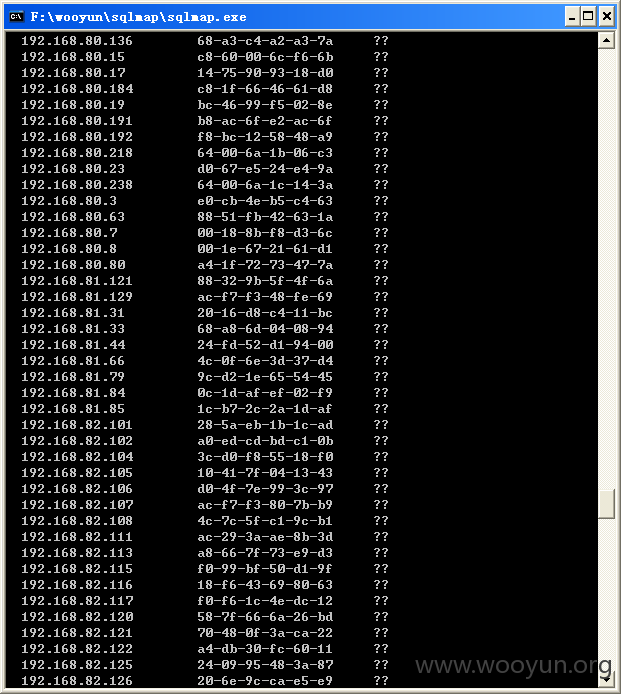 F:\wooyun\sqlmap\sqlmap.exe
192.168.80.136 68-a3-c4-a2-a3-7a ??
192.168.80.15 c8-60-00-6c-f6-6b ??
192.168.80.17 14-75-90-93-18-d0 ??
192.168.80.184 c8-1f-66-46-61-d8 ??
192.168.80.19 bc-46-99-f5-02-8e ??
192.168.80.191 b8-ac-6f-e2-ac-6f ??
192.168.80.192 f8-bc-12-58-48-a9 ??
192.168.80.218 64-00-6a-1b-06-c3 ??
192.168.80.23 d0-67-e5-24-e4-9a ??
192.168.80.238 64-00-6a-1c-14-3a ??
192.168.80.3 e0-cb-4e-b5-c4-63 ??
192.168.80.63 88-51-fb-42-63-1a ??
192.168.80.7 00-18-8b-f8-d3-6c ??
192.168.80.8 00-1e-67-21-61-d1 ??
192.168.80.80 a4-1f-72-73-47-7a ??
192.168.81.121 88-32-9b-5f-4f-6a ??
192.168.81.129 ac-f7-f3-48-fe-69 ??
192.168.81.31 20-16-d8-c4-11-bc ??
192.168.81.33 68-a8-6d-04-08-94 ??
192.168.81.44 24-fd-52-d1-94-00 ??
192.168.81.66 4c-0f-6e-3d-37-d4 ??
192.168.81.79 9c-d2-1e-65-54-45 ??
192.168.81.84 0c-1d-af-ef-02-f9 ??
192.168.81.85 1c-b7-2c-2a-1d-af ??
192.168.82.101 28-5a-eb-1b-1c-ad ??
192.168.82.102 a0-ed-cd-bd-c1-0b ??
192.168.82.104 3c-d0-f8-55-18-f0 ??
192.168.82.105 10-41-7f-04-13-43 ??
192.168.82.106 d0-4f-7e-99-3c-97 ??
192.168.82.107 ac-f7-f3-80-7b-b9 ??
192.168.82.108 4c-7c-5f-c1-9c-b1 ??
192.168.82.111 ac-29-3a-ae-8b-3d ??
192.168.82.113 a8-66-7f-73-e9-d3 ??
192.168.82.115 f0-99-bf-50-d1-9f ??
192.168.82.116 18-f6-43-69-80-63 ??
192.168.82.117 f0-f6-1c-4e-dc-12 ??
192.168.82.120 58-7f-66-6a-26-bd ??
192.168.82.121 70-48-0f-3a-ca-22 ??
192.168.82.122 a4-db-30-fc-60-11 ??
192.168.82.125 24-09-95-48-3a-87 ??
192.168.82.126 20-6e-9c-ca-e5-e9 ??
www.wooyun.org